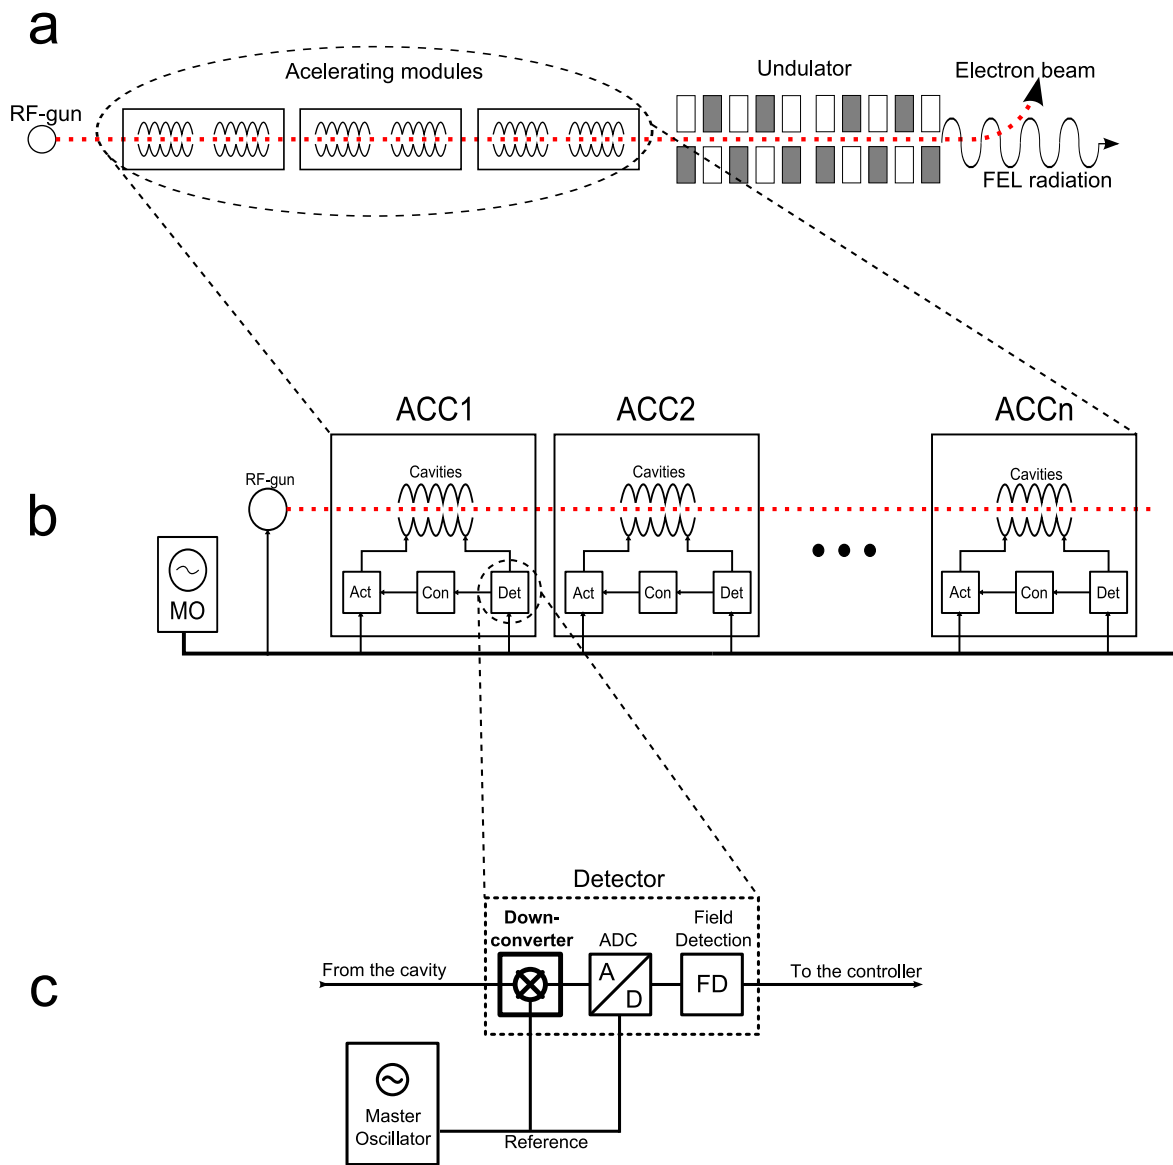 a
Acelerating modules
Undulator
Electron beam
RF-gun
FEL radiation
ACC1
ACC2
ACCn
b
RF-gun
Cavities
Cavities
Cavities
MO
Act
Con
Det
Act
Con
Det
Act
Con
Det
Detector
Down-
converter
ADC
Field
Detection
c
From the cavity
A
D
FD
To the controller
Master
Oscillator
Reference